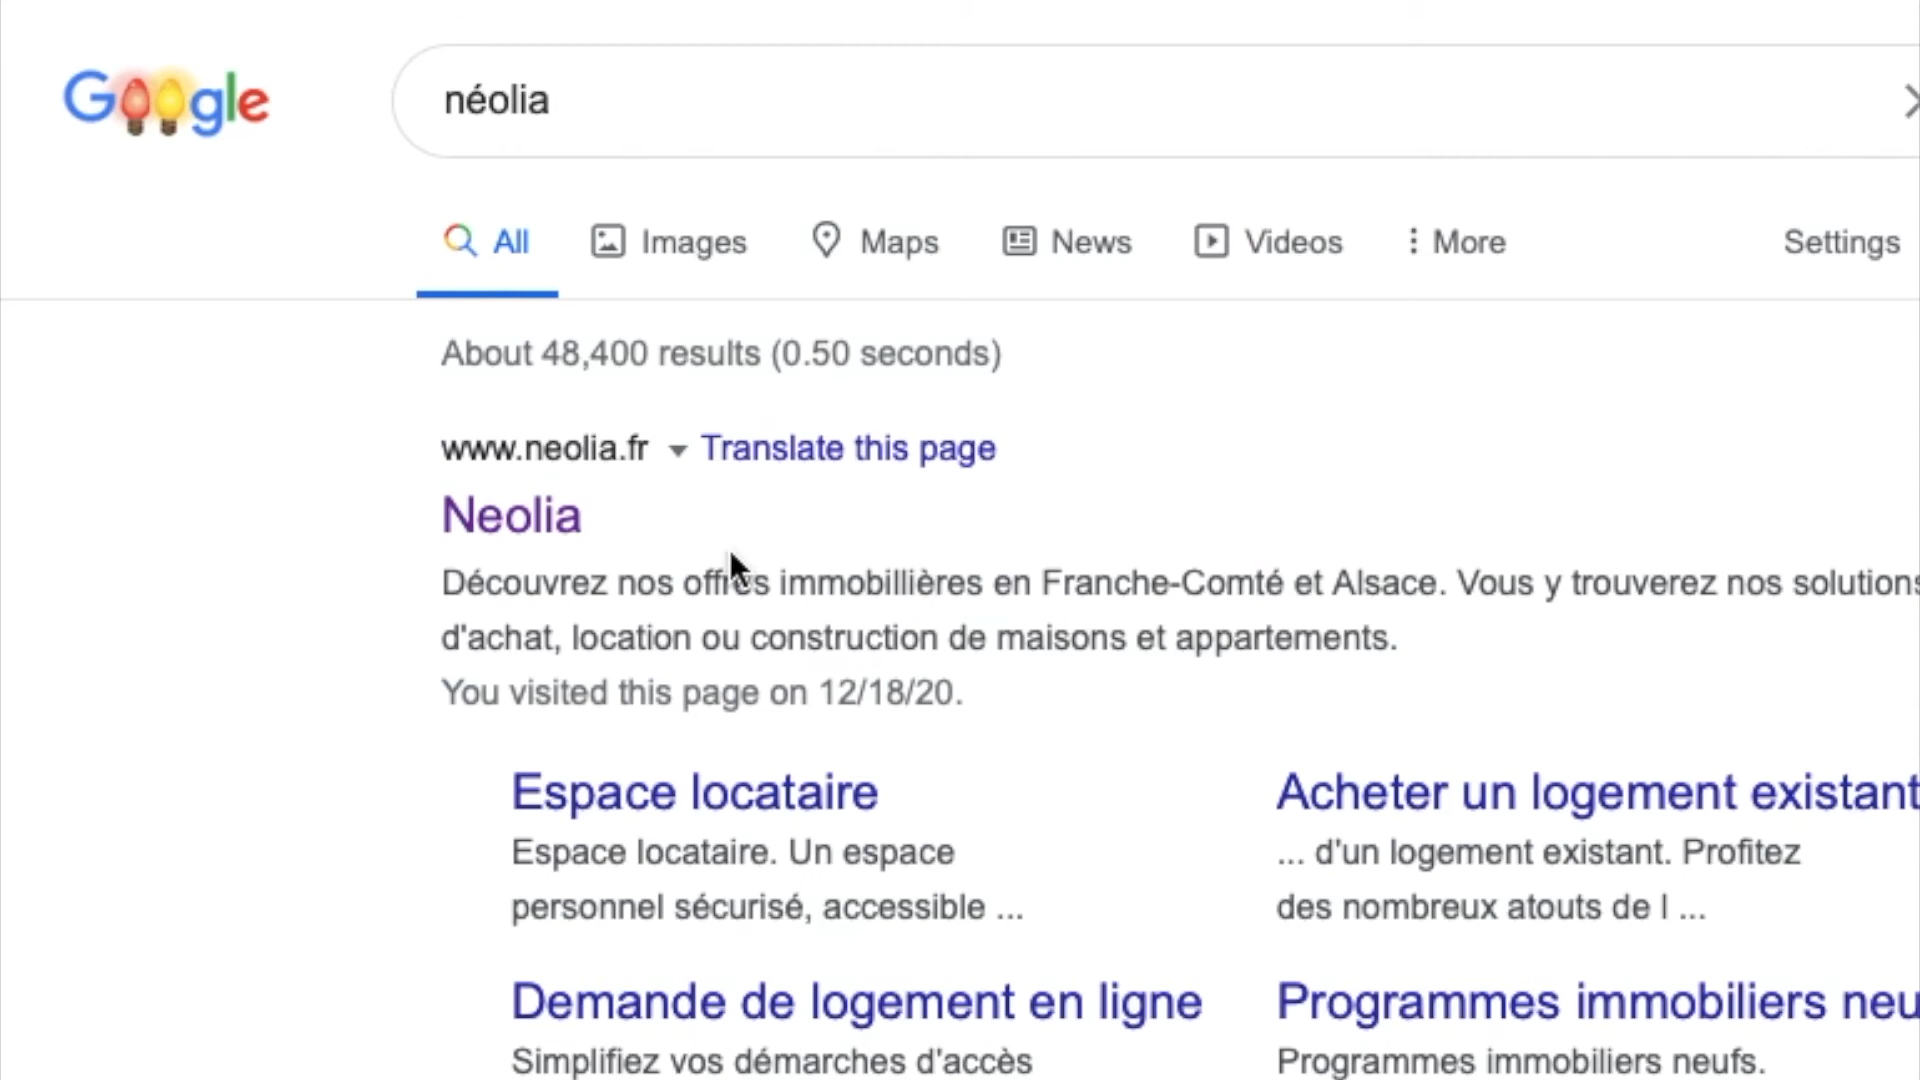 Google
néolia
All Images Maps News Videos More Settings
About 48,400 results (0.50 seconds)
www.neolia.fr Translate this page
Neolia
Découvrez nos offres immobillières en Franche-Comté et Alsace. Vous y trouverez nos solutions
d'achat, location ou construction de maisons et appartements.
You visited this page on 12/18/20.
Espace locataire
Espace locataire. Un espace
personnel sécurisé, accessible ...
Acheter un logement existant
... d'un logement existant. Profitez
des nombreux atouts de l ...
Demande de logement en ligne
Simplifiez vos démarches d'accès
Programmes immobiliers neu
Programmes immobiliers neufs.